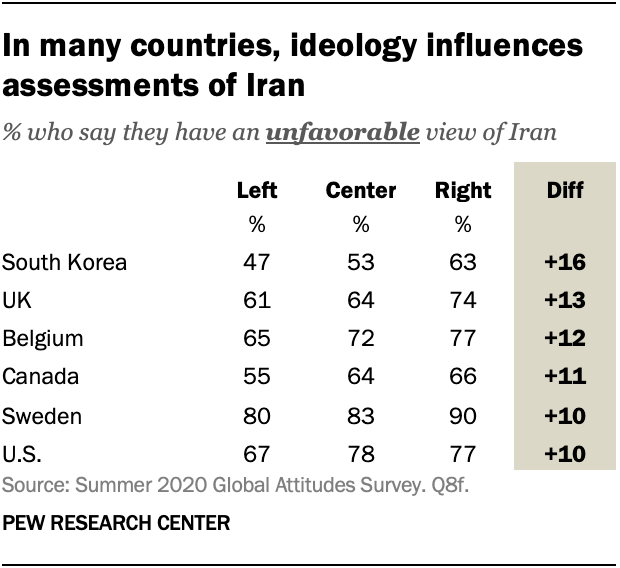 In many countries, ideology influences
assessments of Iran
% who say they have an unfavorable view of Iran
Left Center Right Diff
% % %
South Korea 47 53 63 +16
UK 61 64 74 +13
Belgium 65 72 77 +12
Canada 55 64 66 +11
Sweden 80 83 90 +10
U.S. 67 78 77 +10
Source: Summer 2020 Global Attitudes Survey. Q8f.
PEW RESEARCH CENTER